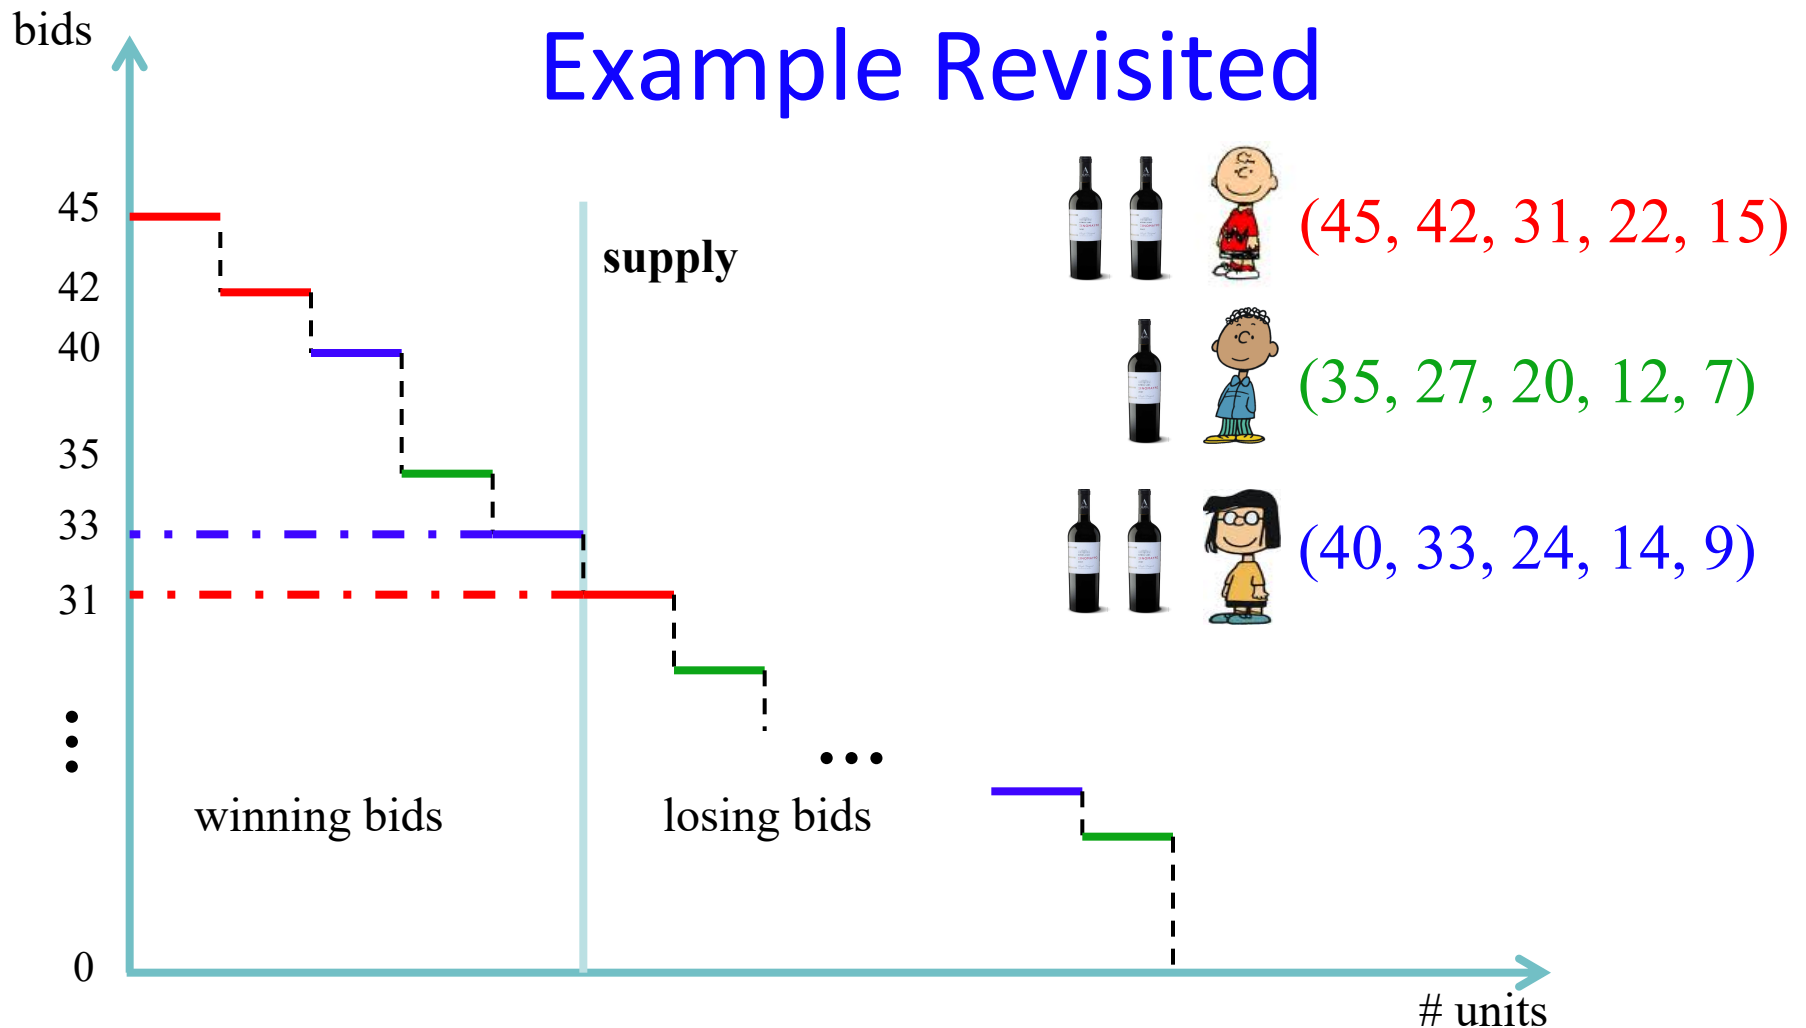 bids
Example Revisited
45
42
40
35
33
31
0
supply
(45, 42, 31, 22, 15)
(35, 27, 20, 12, 7)
(40, 33, 24, 14, 9)
winning bids
losing bids
# units